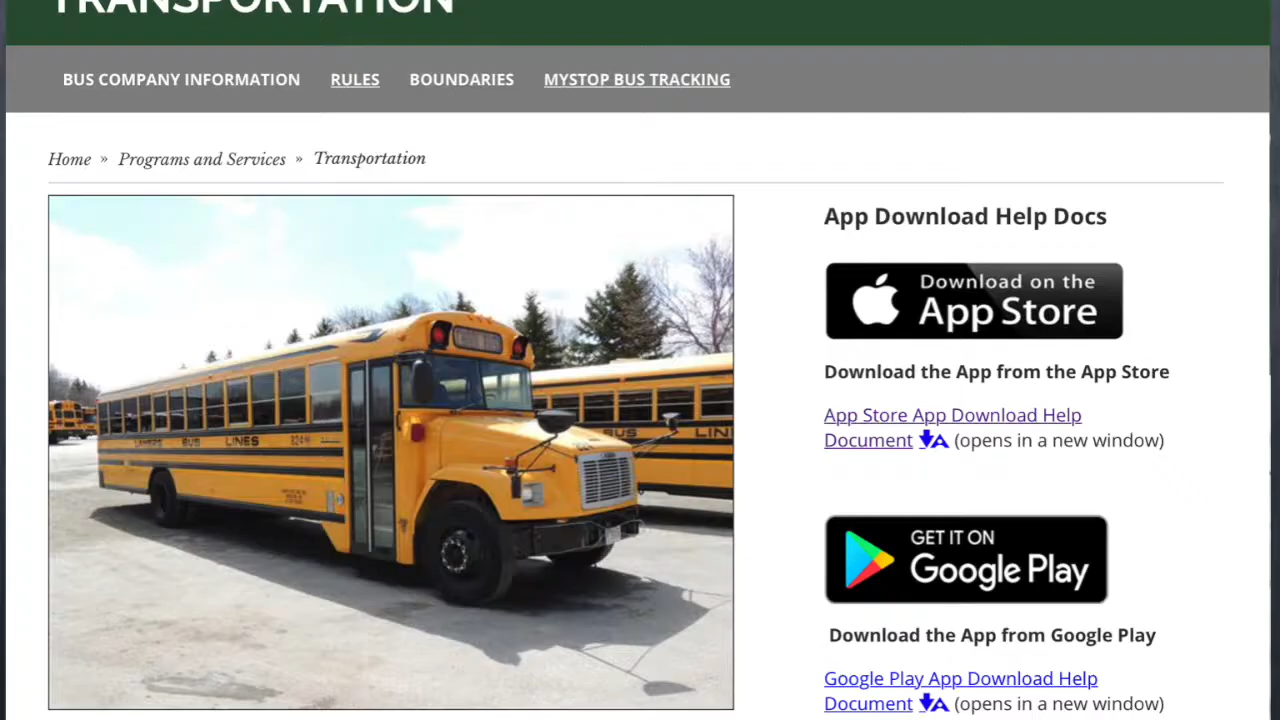 TRANSPORTATION
BUS COMPANY INFORMATION RULES BOUNDARIES MYSTOP BUS TRACKING
Home » Programs and Services » Transportation
App Download Help Docs
Download on the
App Store
Download the App from the App Store
App Store App Download Help
Document (opens in a new window)
GET IT ON
Google Play
Download the App from Google Play
Google Play App Download Help
Document (opens in a new window)
BUS LINES
BUS LIN